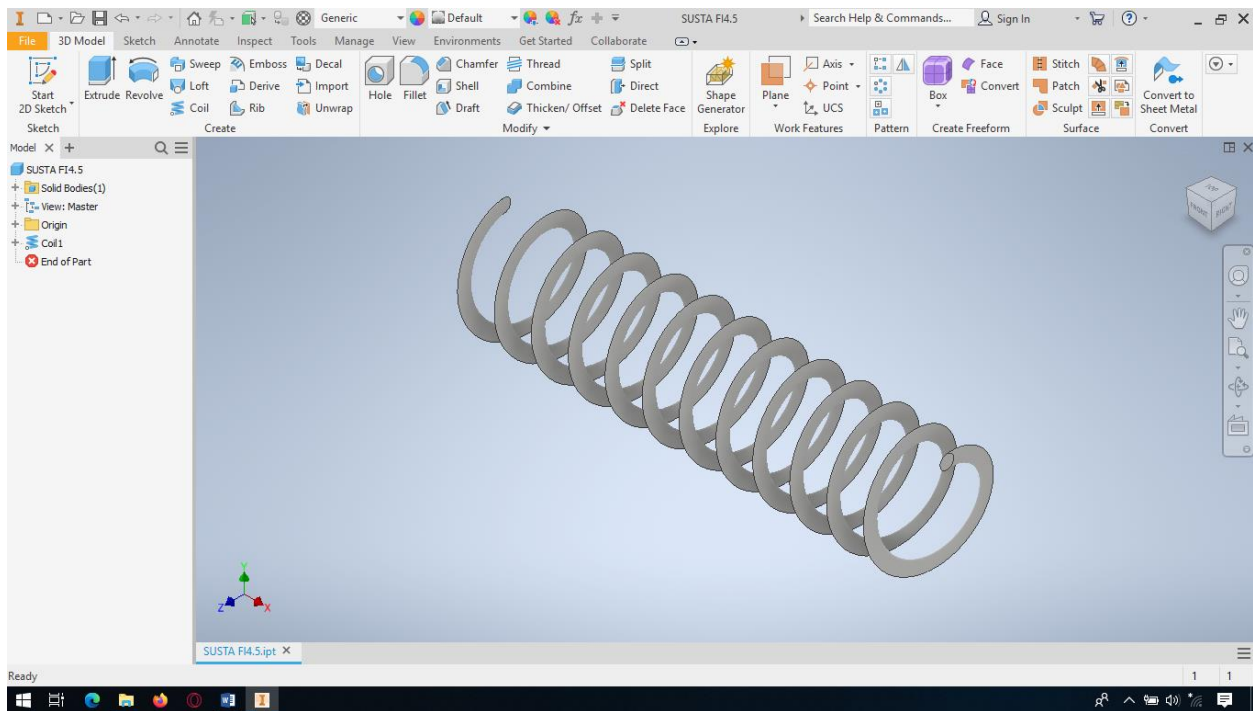 Generic Default fx SUSTA FI4.5 Search Help & Commands... Sign In
File 3D Model Sketch Annotate Inspect Tools Manage View Environments Get Started Collaborate
Start 2D Sketch
Extrude
Revolve
Sweep Emboss Decal
Loft Derive Import
Coil Rib Unwrap
Hole
Fillet
Chamfer Thread Split
Shell Combine Direct
Draft Thicken/ Offset Delete Face
Shape Generator
Plane
Axis
Point
UCS
Box
Face
Convert
Stitch
Patch
Sculpt
Convert to Sheet Metal
Sketch Create Modify Explore Work Features Pattern Create Freeform Surface Convert
Model
SUSTA FI4.5
Solid Bodies(1)
View: Master
Origin
Coil1
End of Part
TOP
FRONT RIGHT
Y
Z X
SUSTA FI4.5.ipt
Ready 1 1